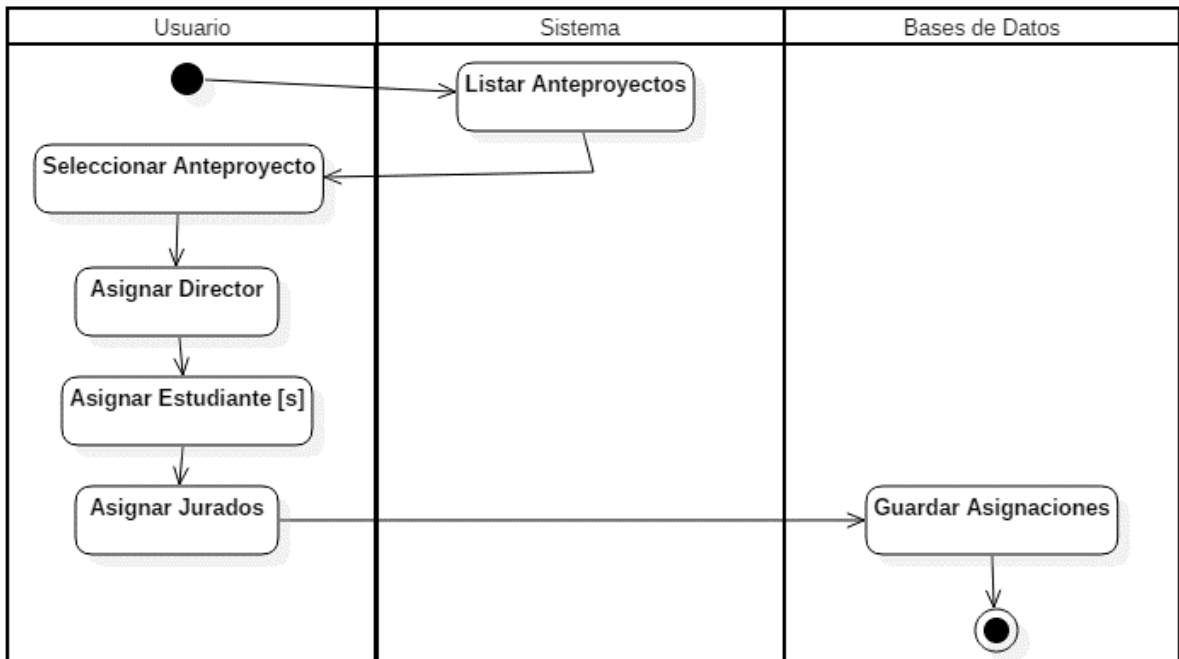 Usuario
Sistema
Bases de Datos
Listar Anteproyectos
Seleccionar Anteproyecto
Asignar Director
Asignar Estudiante [s]
Asignar Jurados
Guardar Asignaciones